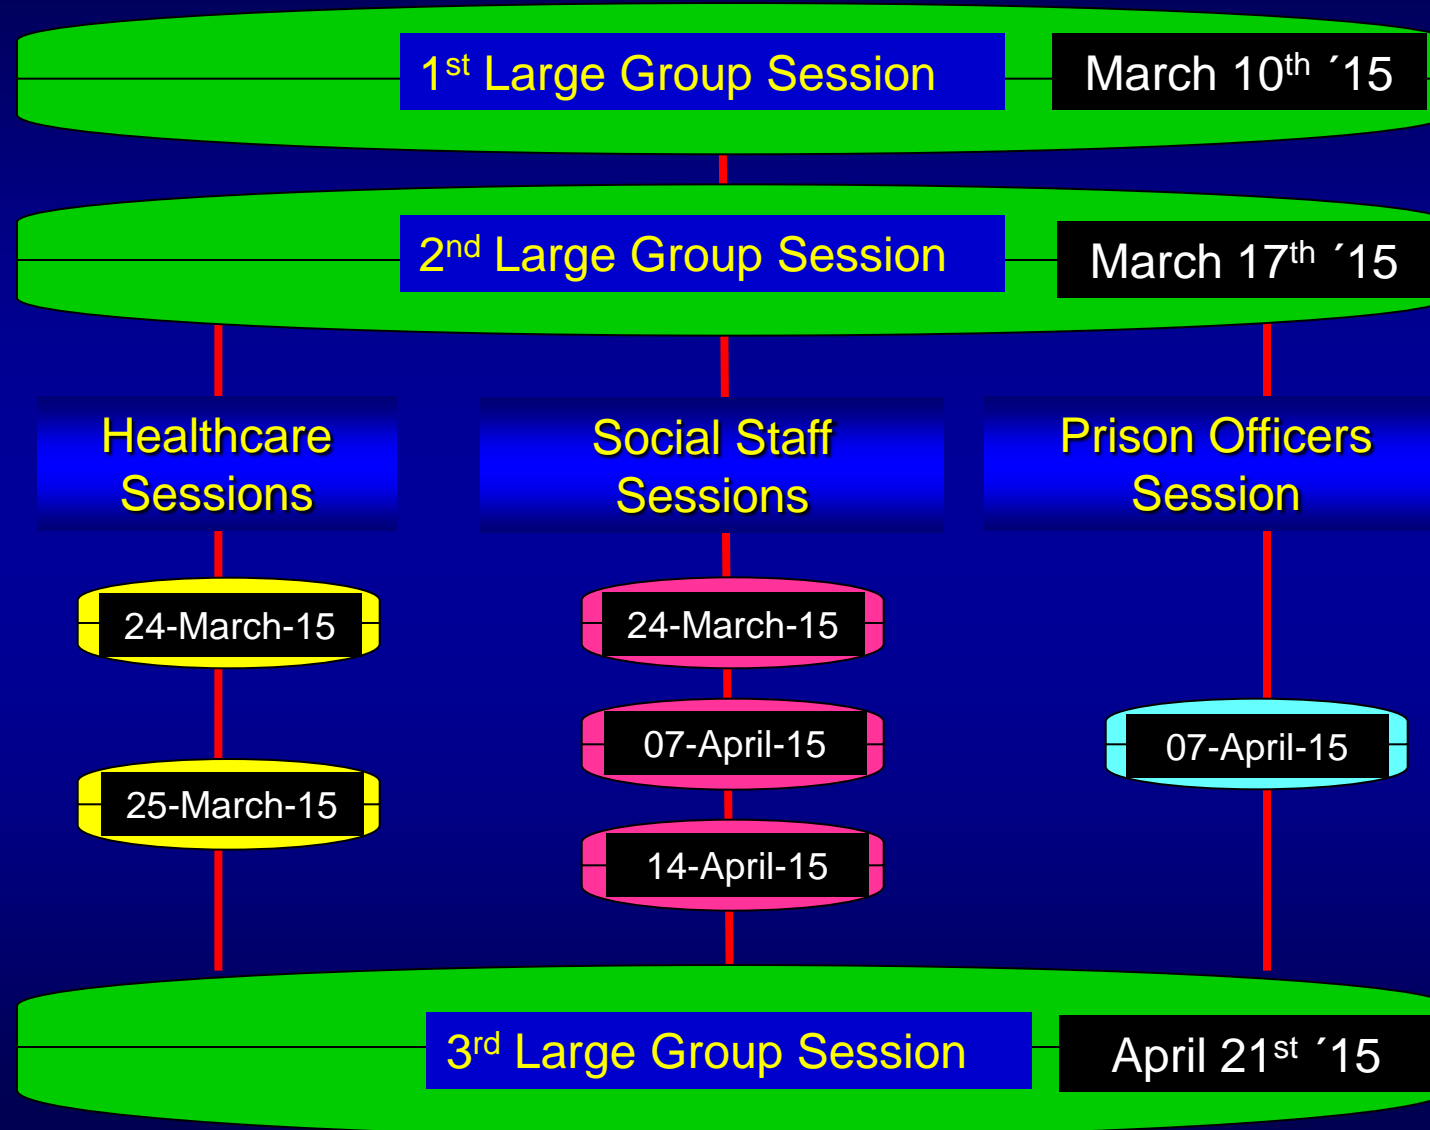 1st Large Group Session
March 10th ´15
2nd Large Group Session
March 17th ´15
Healthcare
Sessions
Social Staff
Sessions
Prison Officers
Session
24-March-15
24-March-15
07-April-15
07-April-15
25-March-15
14-April-15
3rd Large Group Session
April 21st ´15